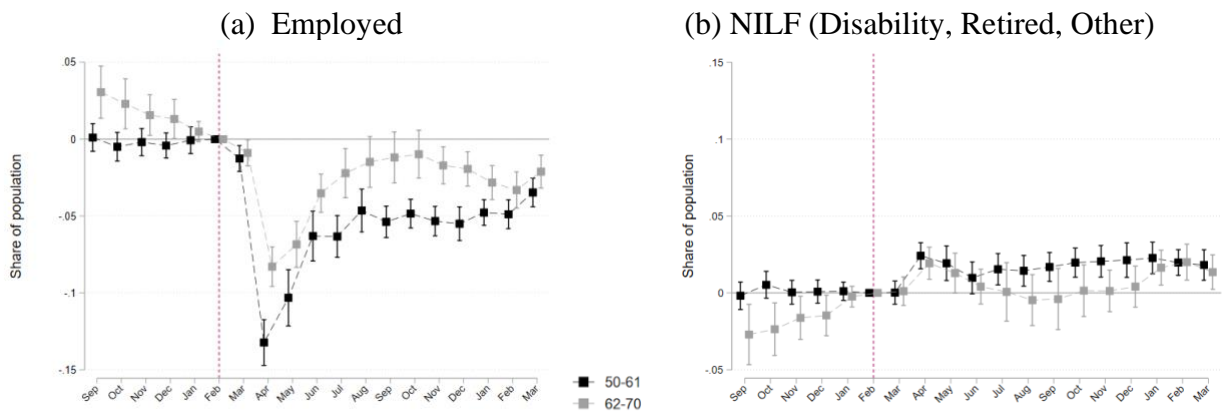 (a) Employed
(b) NILF (Disability, Retired, Other)
Share of population
.05
0
-.05
-.1
-.15
Sep
Oct
Nov
Dec
Jan
Feb
Mar
Apr
May
Jun
Jul
Aug
Sep
Oct
Nov
Dec
Jan
Feb
Mar
50-61
62-70
Share of population
.15
.1
.05
0
-.05
Sep
Oct
Nov
Dec
Jan
Feb
Mar
Apr
May
Jun
Jul
Aug
Sep
Oct
Nov
Dec
Jan
Feb
Mar